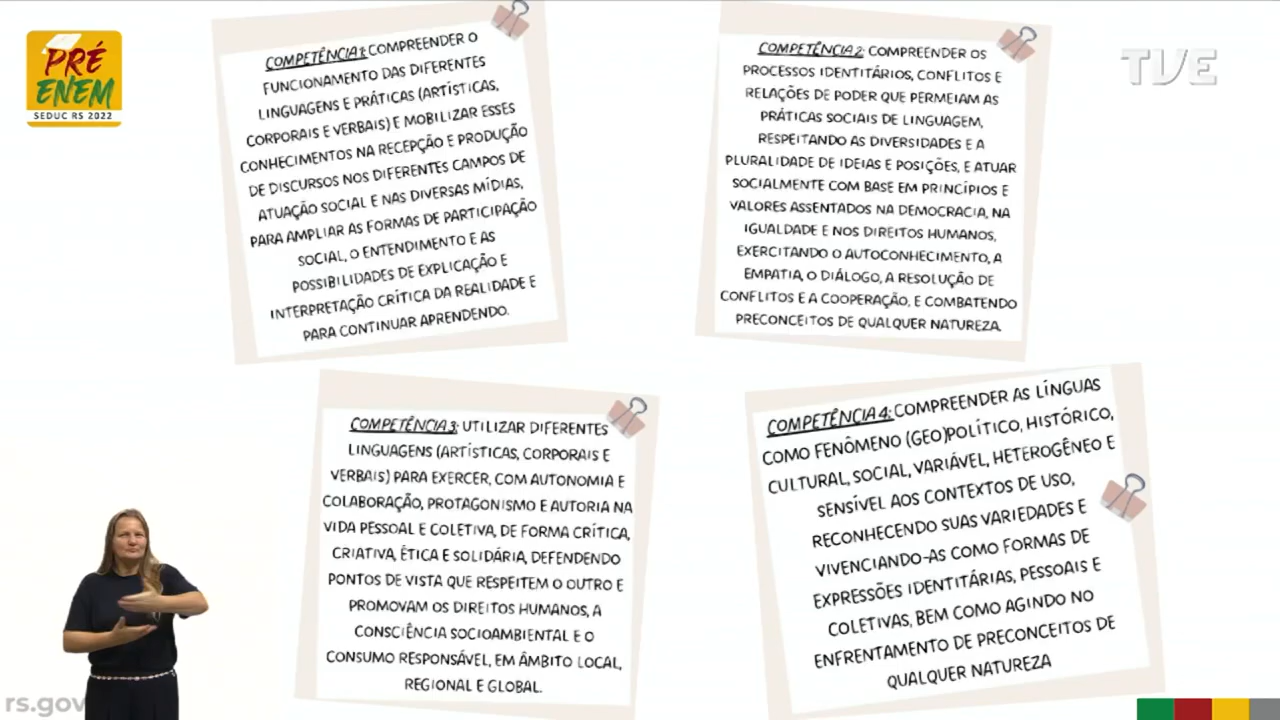 PRÉ
ENEM
SEDUC RS 2022
COMPETÊNCIA 1: COMPREENDER O
FUNCIONAMENTO DAS DIFERENTES
LINGUAGENS E PRÁTICAS (ARTÍSTICAS,
CORPORAIS E VERBAIS) E MOBILIZAR ESSES
CONHECIMENTOS NA RECEPÇÃO E PRODUÇÃO
DE DISCURSOS NOS DIFERENTES CAMPOS DE
ATUAÇÃO SOCIAL E NAS DIVERSAS MÍDIAS,
PARA AMPLIAR AS FORMAS DE PARTICIPAÇÃO
SOCIAL, O ENTENDIMENTO E AS
POSSIBILIDADES DE EXPLICAÇÃO E
INTERPRETAÇÃO CRÍTICA DA REALIDADE E
PARA CONTINUAR APRENDENDO.
COMPETÊNCIA 2: COMPREENDER OS
PROCESSOS IDENTITÁRIOS, CONFLITOS E
RELAÇÕES DE PODER QUE PERMEIAM AS
PRÁTICAS SOCIAIS DE LINGUAGEM,
RESPEITANDO AS DIVERSIDADES E A
PLURALIDADE DE IDEIAS E POSIÇÕES, E ATUAR
SOCIALMENTE COM BASE EM PRINCÍPIOS E
VALORES ASSENTADOS NA DEMOCRACIA, NA
IGUALDADE E NOS DIREITOS HUMANOS,
EXERCITANDO O AUTOCONHECIMENTO, A
EMPATIA, O DIÁLOGO, A RESOLUÇÃO DE
CONFLITOS E A COOPERAÇÃO, E COMBATENDO
PRECONCEITOS DE QUALQUER NATUREZA.
TVE
COMPETÊNCIA 3: UTILIZAR DIFERENTES
LINGUAGENS (ARTÍSTICAS, CORPORAIS E
VERBAIS) PARA EXERCER, COM AUTONOMIA E
COLABORAÇÃO, PROTAGONISMO E AUTORIA NA
VIDA PESSOAL E COLETIVA, DE FORMA CRÍTICA,
CRIATIVA, ÉTICA E SOLIDÁRIA, DEFENDENDO
PONTOS DE VISTA QUE RESPEITEM O OUTRO E
PROMOVAM OS DIREITOS HUMANOS, A
CONSCIÊNCIA SOCIOAMBIENTAL E O
CONSUMO RESPONSÁVEL, EM ÂMBITO LOCAL,
REGIONAL E GLOBAL.
COMPETÊNCIA 4: COMPREENDER AS LÍNGUAS
COMO FENÔMENO (GEO)POLÍTICO, HISTÓRICO,
CULTURAL, SOCIAL, VARIÁVEL, HETEROGÊNEO E
SENSÍVEL AOS CONTEXTOS DE USO,
RECONHECENDO SUAS VARIEDADES E
VIVENCIANDO-AS COMO FORMAS DE
EXPRESSÕES IDENTITÁRIAS, PESSOAIS E
COLETIVAS, BEM COMO AGINDO NO
ENFRENTAMENTO DE PRECONCEITOS DE
QUALQUER NATUREZA
rs.gov